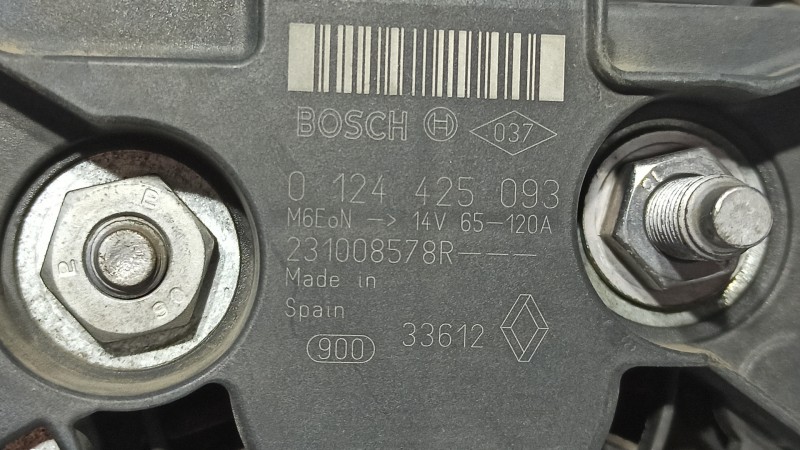 BOSCH 037
0 124 425 093
M6EoN -> 14V 65-120A
231008578R---
Made in
Spain
900 33612